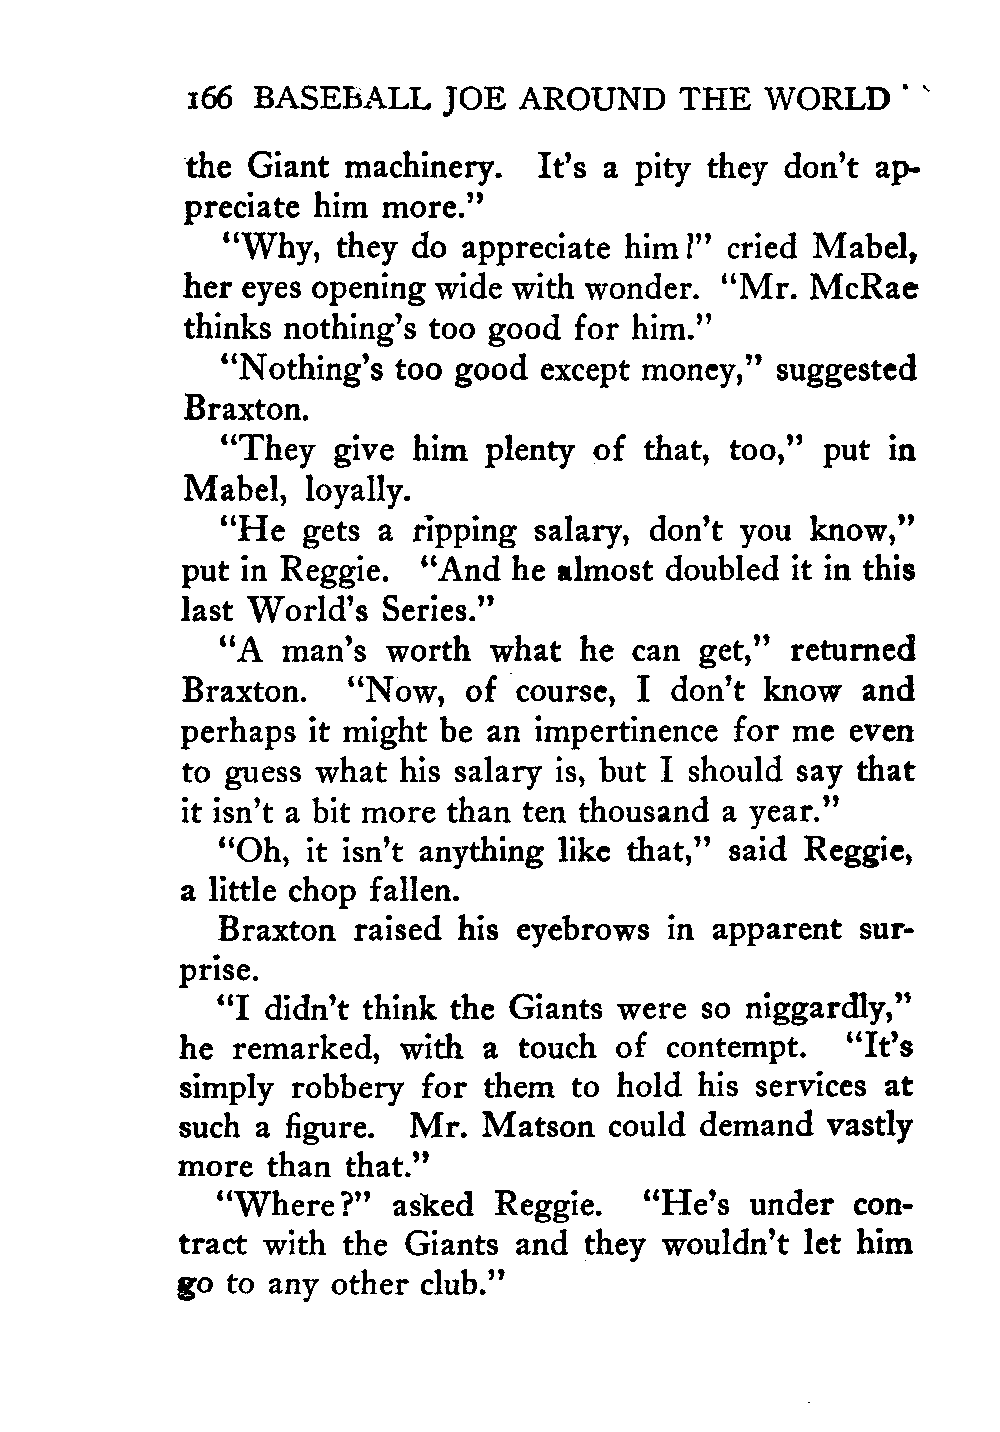 166 BASEBALL JOE AROUND THE WORLD
the Giant machinery. It's a pity they don't ap-
preciate him more."
"Why, they do appreciate him!" cried Mabel,
her eyes opening wide with wonder. "Mr. McRae
thinks nothing's too good for him."
"Nothing's too good except money," suggested
Braxton.
"They give him plenty of that, too," put in
Mabel, loyally.
"He gets a ripping salary, don't you know,"
put in Reggie. "And he almost doubled it in this
last World's Series."
"A man's worth what he can get," returned
Braxton. "Now, of course, I don't know and
perhaps it might be an impertinence for me even
to guess what his salary is, but I should say that
it isn't a bit more than ten thousand a year."
"Oh, it isn't anything like that," said Reggie,
a little chop fallen.
Braxton raised his eyebrows in apparent sur-
prise.
"I didn't think the Giants were so niggardly,"
he remarked, with a touch of contempt. "It's
simply robbery for them to hold his services at
such a figure. Mr. Matson could demand vastly
more than that."
"Where?" asked Reggie. "He's under con-
tract with the Giants and they wouldn't let him
go to any other club."